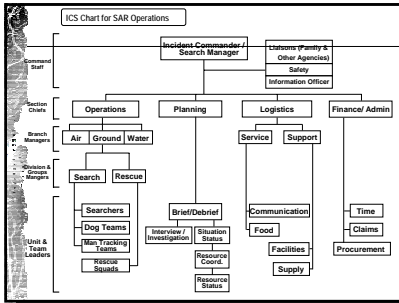 ICS Chart for SAR Operations
Command
Staff
Incident Commander /
Search Manager
Liaisons (Family &
Other Agencies)
Safety
Information Officer
Section
Chiefs
Operations
Planning
Logistics
Finance/ Admin
Branch
Managers
Air
Ground
Water
Service
Support
Division &
Groups
Mangers
Search
Rescue
Unit &
Team
Leaders
Searchers
Dog Teams
Man Tracking
Teams
Rescue
Squads
Brief/Debrief
Interview /
Investigation
Situation
Status
Resource
Coord.
Resource
Status
Communication
Food
Facilities
Supply
Time
Claims
Procurement